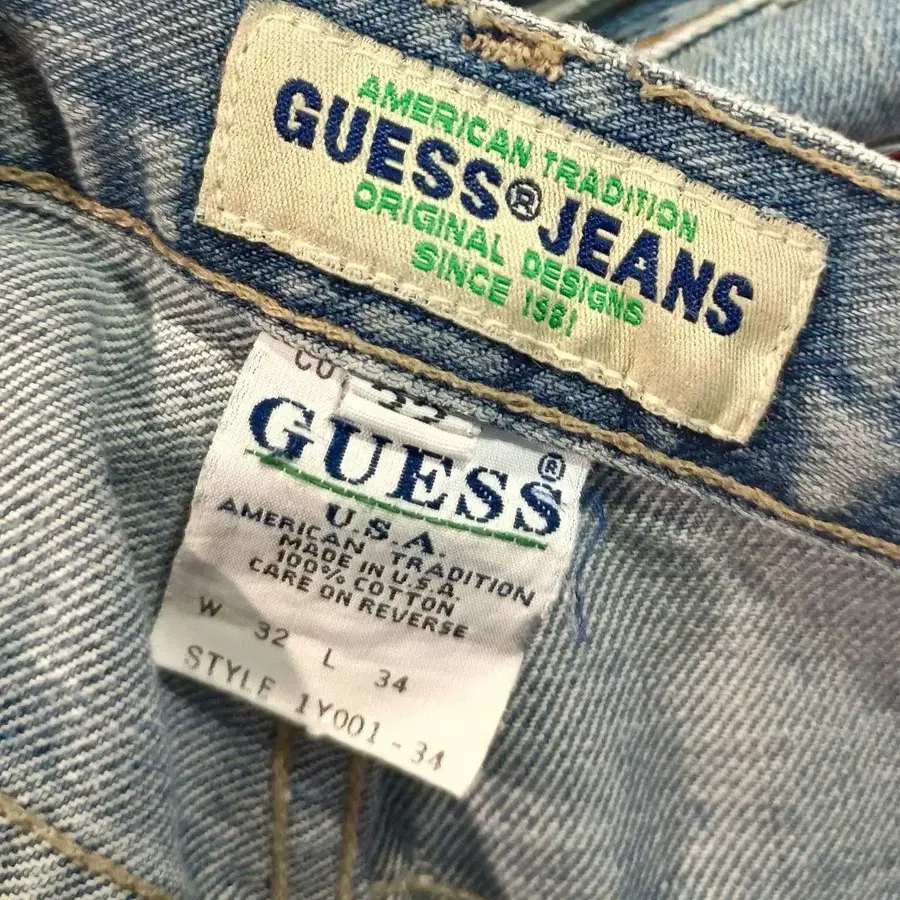 AMERICAN TRADITION
GUESS® JEANS
ORIGINAL DESIGNS
SINCE 1981
32
GUESS®
U.S.A.
AMERICAN TRADITION
MADE IN U.S.A.
100% COTTON
CARE ON REVERSE
W 32 L 34
STYLE 1Y001-34